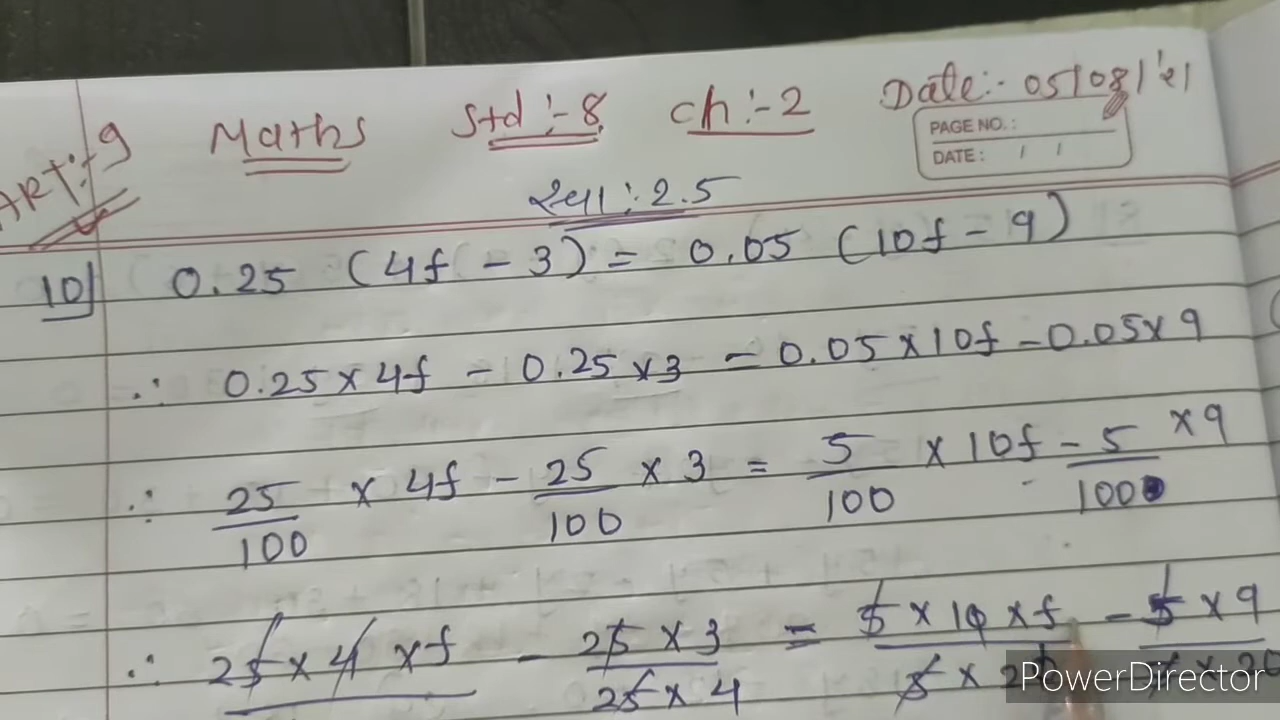 ART:-9 Maths Std :- 8 Ch :- 2 Date :- 05/08/'21
PAGE NO. :
DATE : / /
સ્વા : 2.5
10) 0.25 (4f - 3) = 0.05 (10f - 9)
∴ 0.25 × 4f - 0.25 × 3 = 0.05 × 10f - 0.05 × 9
∴ 25/100 × 4f - 25/100 × 3 = 5/100 × 10f - 5/100 × 9
∴ 25 × 4 × f - 25 × 3 / 25 × 4 = 5 × 10 × f / 5 × 20 - 5 × 9 / 5 × 20
PowerDirector